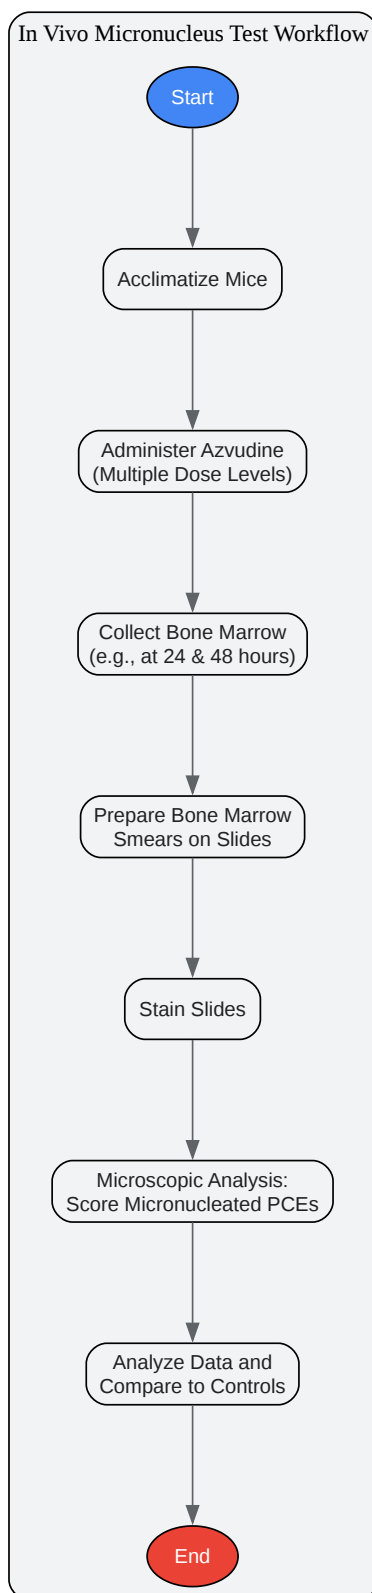 In Vivo Micronucleus Test Workflow
Start
Acclimatize Mice
Administer Azvudine
(Multiple Dose Levels)
Collect Bone Marrow
(e.g., at 24 & 48 hours)
Prepare Bone Marrow
Smears on Slides
Stain Slides
Microscopic Analysis:
Score Micronucleated PCEs
Analyze Data and
Compare to Controls
End